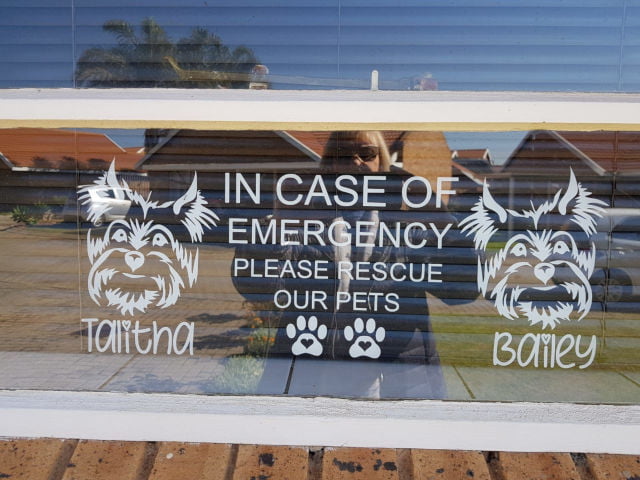 IN CASE OF
EMERGENCY
PLEASE RESCUE
OUR PETS
Talitha
Bailey